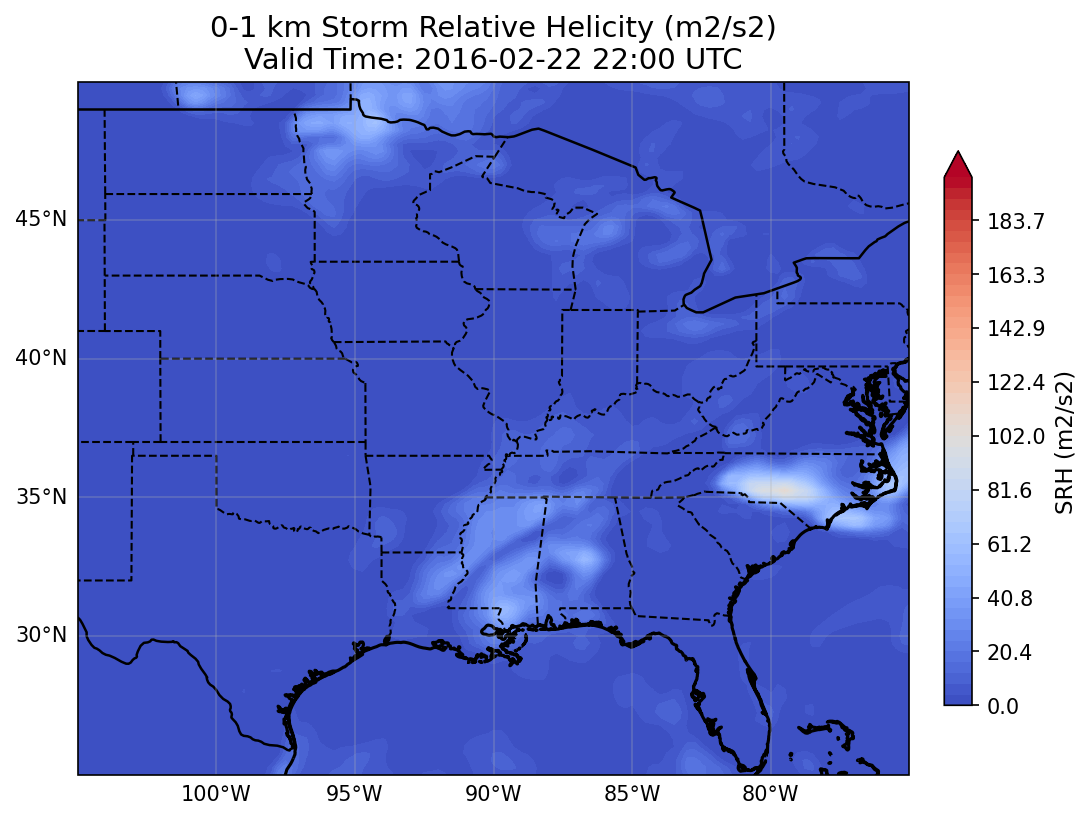 0-1 km Storm Relative Helicity (m2/s2)
Valid Time: 2016-02-22 22:00 UTC
45°N
40°N
35°N
30°N
100°W
95°W
90°W
85°W
80°W
183.7
163.3
142.9
122.4
102.0
81.6
61.2
40.8
20.4
0.0
SRH (m2/s2)